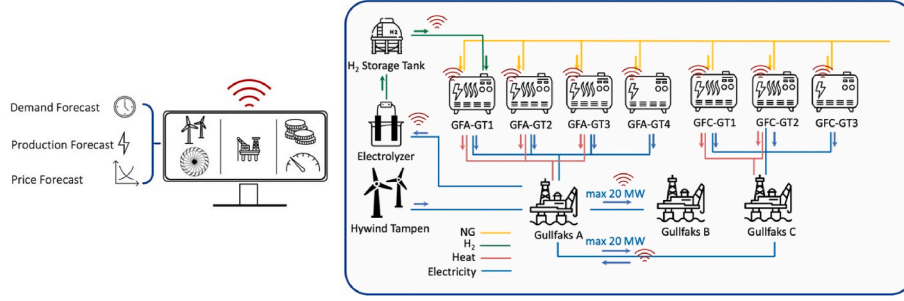 Demand Forecast
Production Forecast
Price Forecast
H2
H₂ Storage Tank
Electrolyzer
Hywind Tampen
GFA-GT1
GFA-GT2
GFA-GT3
GFA-GT4
GFC-GT1
GFC-GT2
GFC-GT3
max 20 MW
Gullfaks A
Gullfaks B
Gullfaks C
max 20 MW
NG
H₂
Heat
Electricity